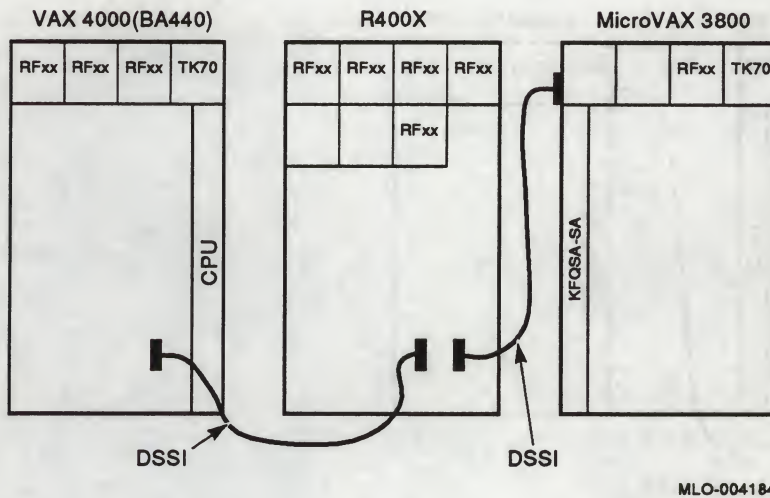 VAX 4000(BA440)
R400X
MicroVAX 3800
RFxx RFxx RFxx TK70
RFxx RFxx RFxx RFxx
RFxx TK70
RFxx
CPU
KFQSA-SA
DSSI
DSSI
MLO-004184